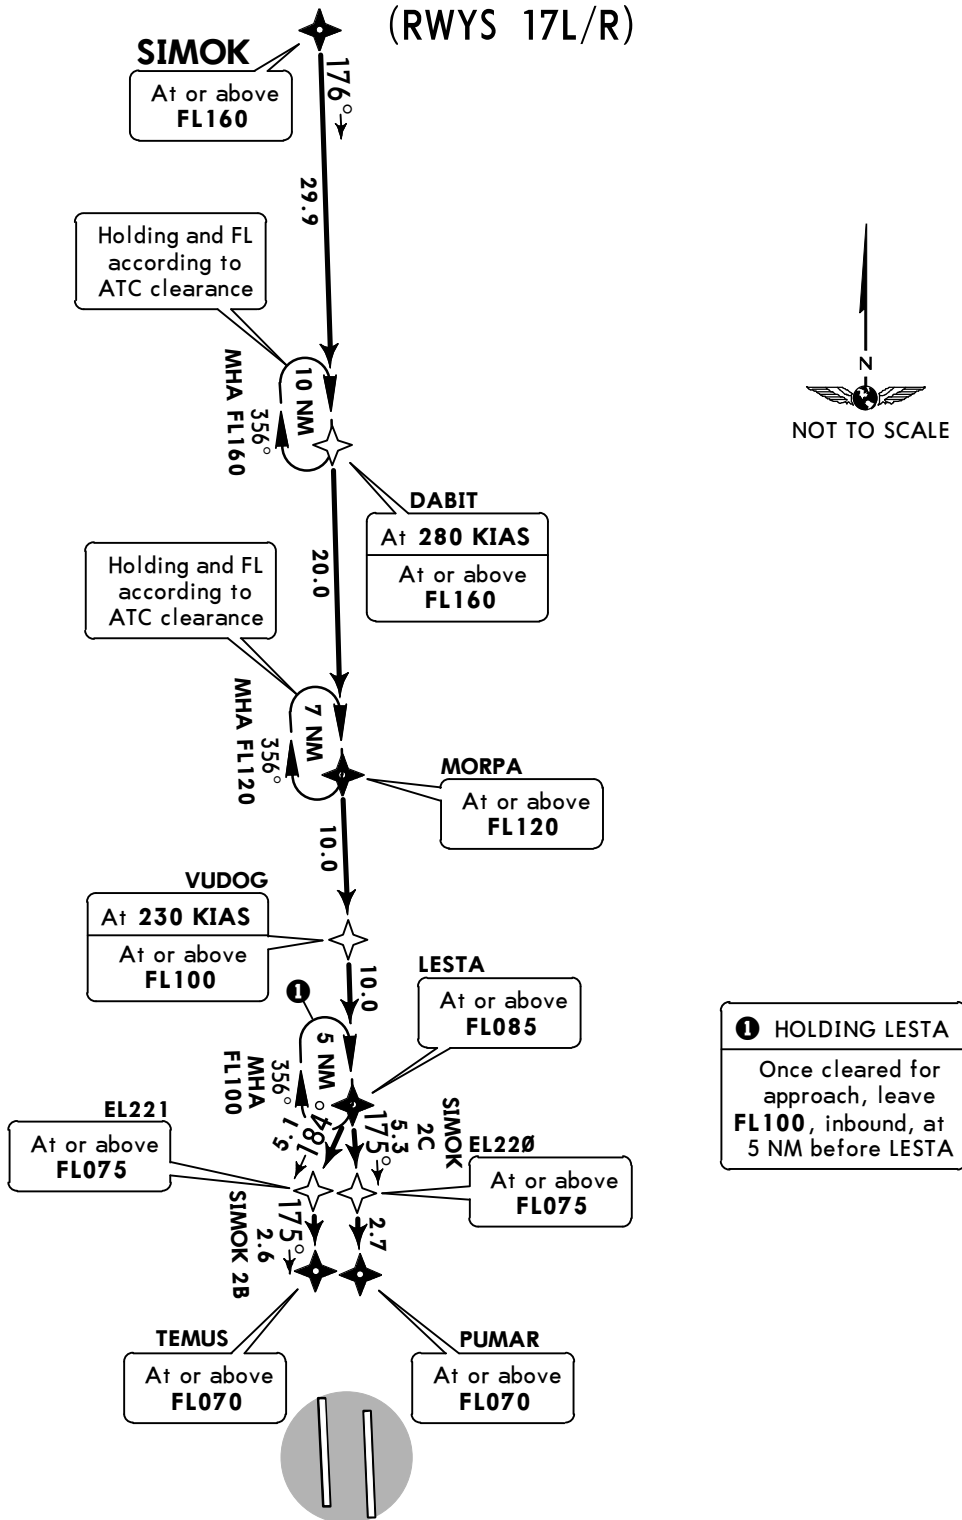 (RWYS 17L/R)
SIMOK
At or above
FL160
176°
29.9
Holding and FL
according to
ATC clearance
10 NM
356°
MHA FL160
N
NOT TO SCALE
DABIT
At 280 KIAS
At or above
FL160
20.0
Holding and FL
according to
ATC clearance
7 NM
356°
MHA FL120
MORPA
At or above
FL120
10.0
VUDOG
At 230 KIAS
At or above
FL100
10.0
LESTA
At or above
FL085
1
5 NM
356°
MHA
FL100
1 HOLDING LESTA
Once cleared for
approach, leave
FL100, inbound, at
5 NM before LESTA
EL221
At or above
FL075
184°
5.1
175°
5.3
SIMOK
2C
EL22Ø
At or above
FL075
175°
2.6
SIMOK 2B
2.7
TEMUS
At or above
FL070
PUMAR
At or above
FL070